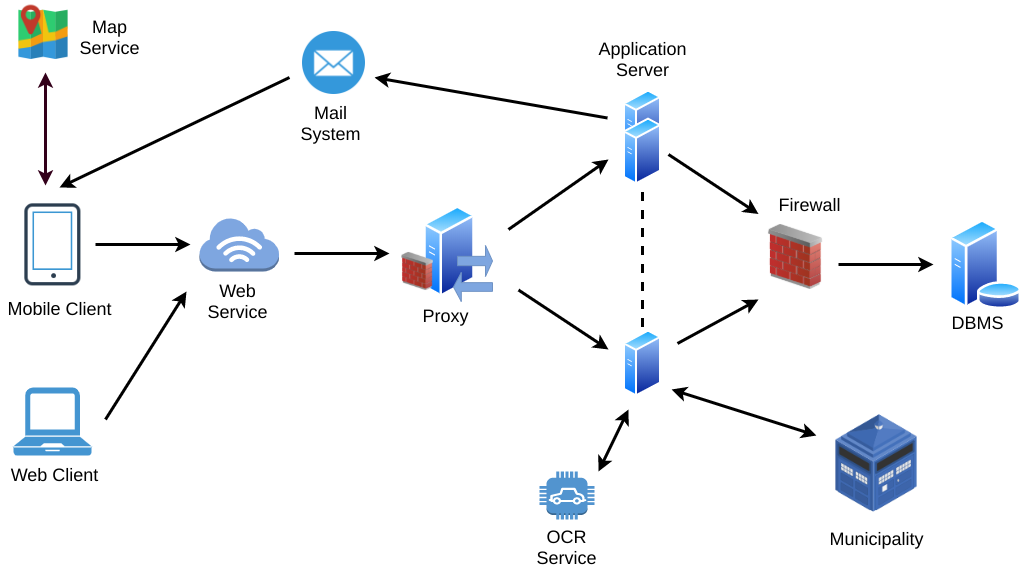 Map
Service
Mail
System
Application
Server
Firewall
Mobile Client
Web
Service
Proxy
DBMS
Web Client
OCR
Service
Municipality